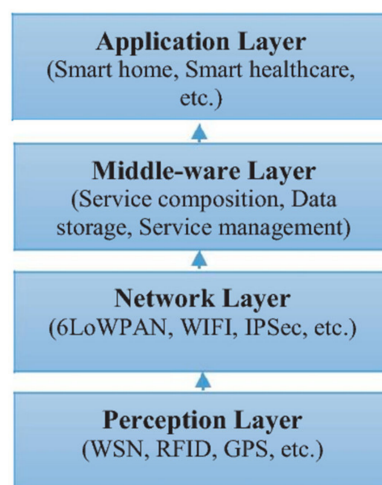 Application Layer
(Smart home, Smart healthcare,
etc.)
Middle-ware Layer
(Service composition, Data
storage, Service management)
Network Layer
(6LoWPAN, WIFI, IPSec, etc.)
Perception Layer
(WSN, RFID, GPS, etc.)